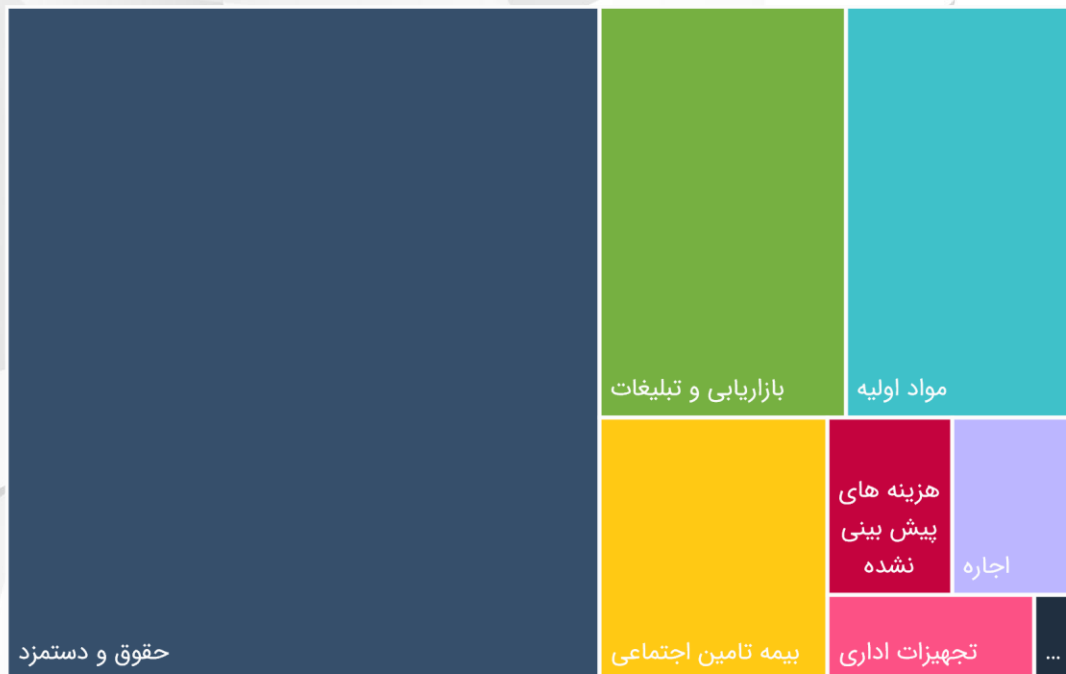 مواد اولیه
بازاریابی و تبلیغات
هزینه های
پیش بینی
نشده
اجاره
حقوق و دستمزد
بیمه تامین اجتماعی
تجهیزات اداری
...